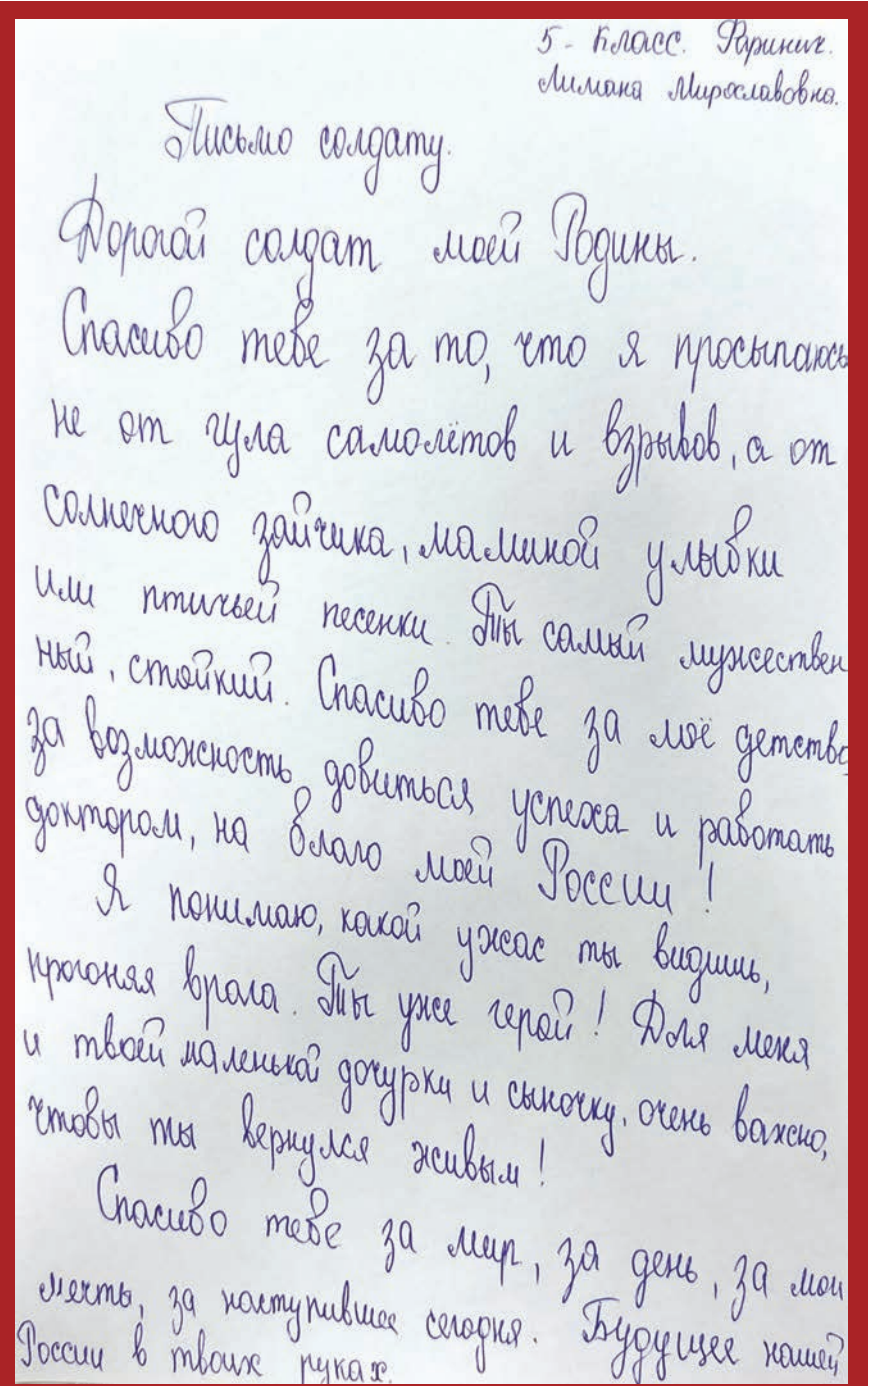 5 - Класс. Фаринич.
Лимана Мирославовна.
Письмо солдату.
Дорогой солдат моей Родины.
Спасибо тебе за то, что я просыпаюсь
не от гула самолётов и взрывов, а от
солнечного зайчика, маминой улыбки
или птичьей песенки. Ты самый мужествен
ный, стойкий. Спасибо тебе за моё детство,
за возможность добиться успеха и работать
доктором, на благо моей России!
Я понимаю, какой ужас ты видишь,
прогоняя врага. Ты уже герой! Для меня
и твоей маленькой дочурки и сыночку, очень важно,
чтобы ты вернулся живым!
Спасибо тебе за мир, за день, за мои
мечты, за наступившее сегодня. Будущее нашей
России в твоих руках.